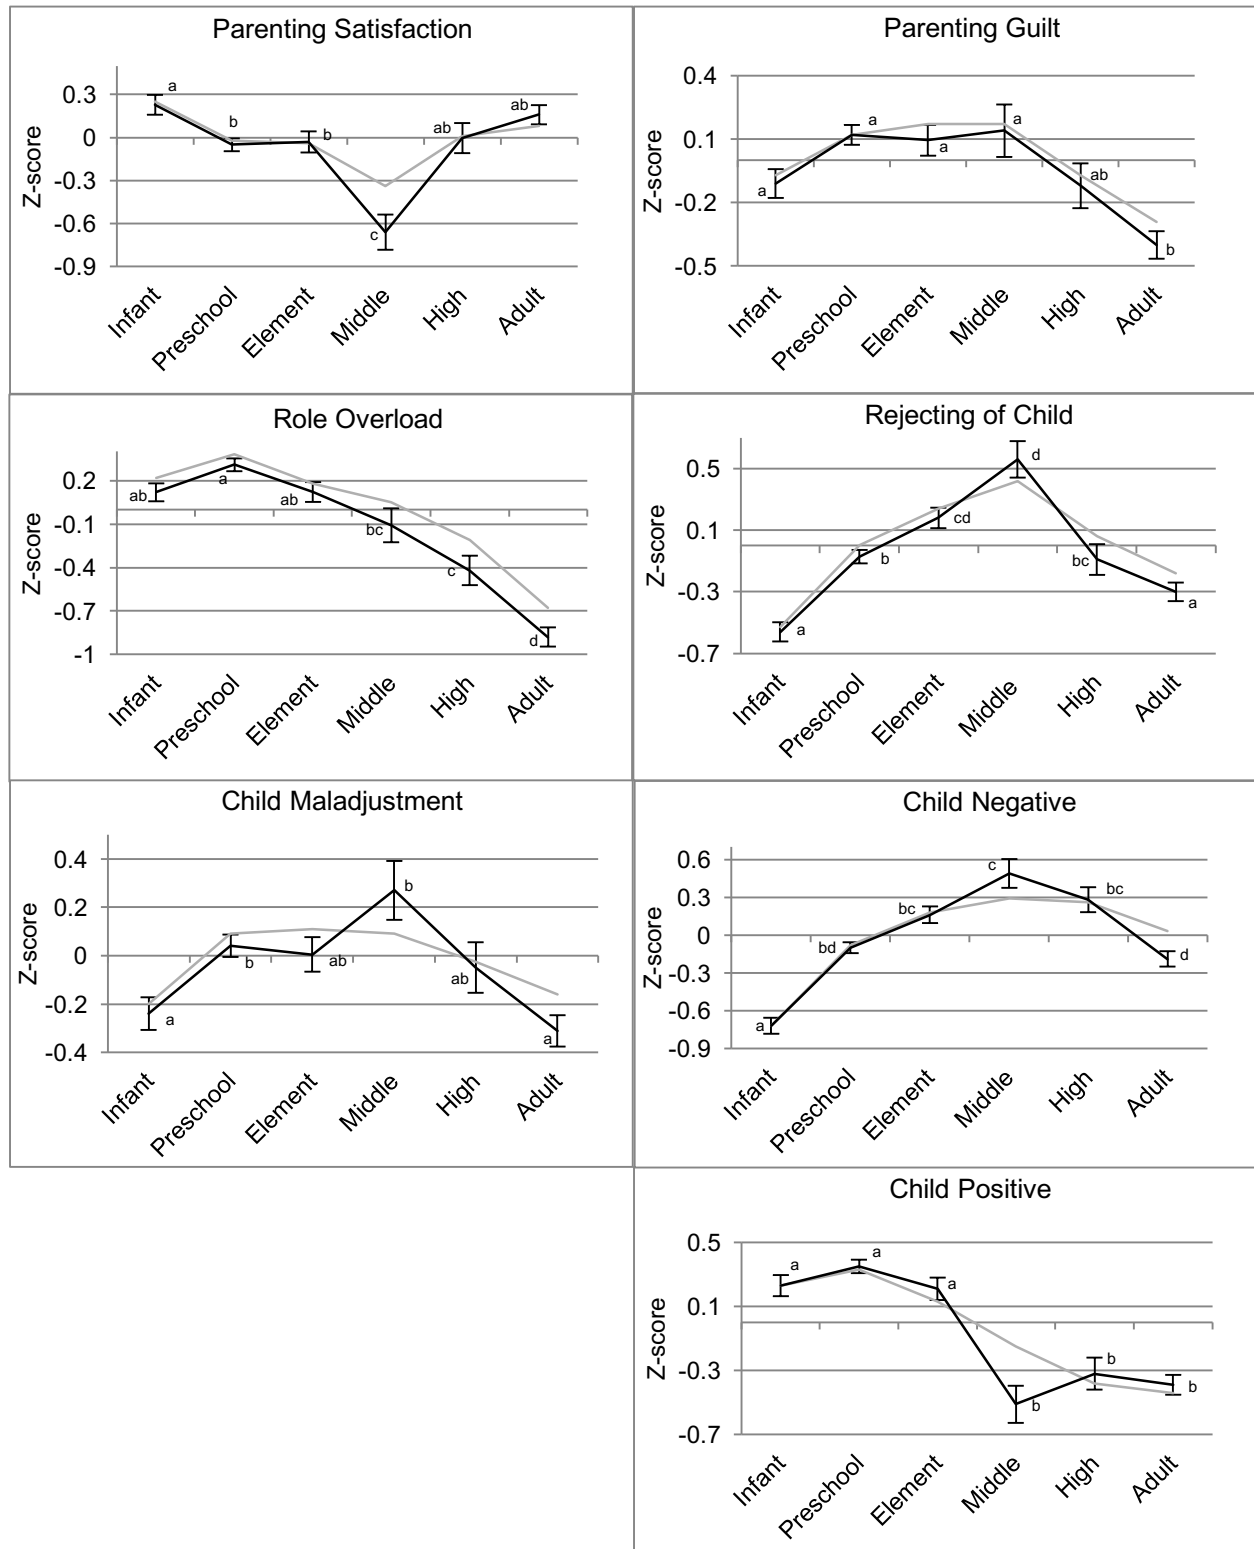 Parenting Satisfaction
Z-score
0.3
0
-0.3
-0.6
-0.9
a
b
b
c
ab
ab
Infant
Preschool
Element
Middle
High
Adult
Parenting Guilt
Z-score
0.4
0.1
-0.2
-0.5
a
a
a
a
ab
b
Infant
Preschool
Element
Middle
High
Adult
Role Overload
Z-score
0.2
-0.1
-0.4
-0.7
-1
ab
a
ab
bc
c
d
Infant
Preschool
Element
Middle
High
Adult
Rejecting of Child
Z-score
0.5
0.1
-0.3
-0.7
a
b
cd
d
bc
a
Infant
Preschool
Element
Middle
High
Adult
Child Maladjustment
Z-score
0.4
0.2
0
-0.2
-0.4
a
b
ab
b
ab
a
Infant
Preschool
Element
Middle
High
Adult
Child Negative
Z-score
0.6
0.3
0
-0.3
-0.6
-0.9
a
bd
bc
c
bc
d
Infant
Preschool
Element
Middle
High
Adult
Child Positive
Z-score
0.5
0.1
-0.3
-0.7
a
a
a
b
b
b
Infant
Preschool
Element
Middle
High
Adult